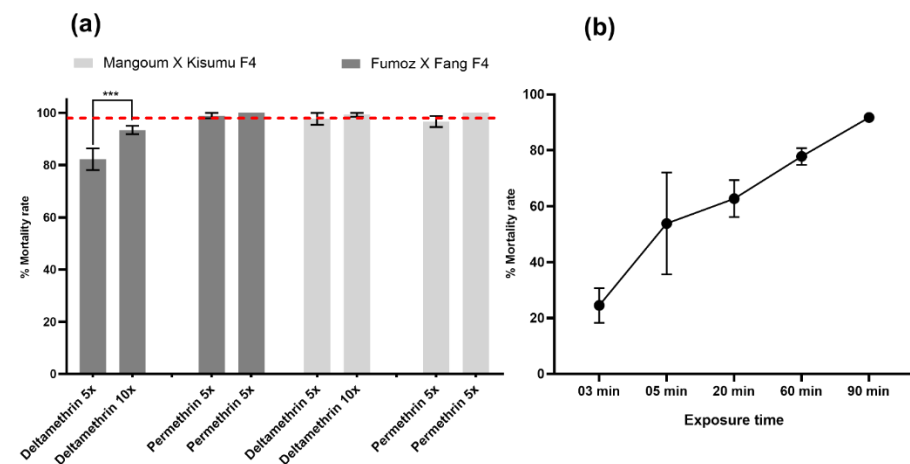 (a)
Mangoum X Kisumu F4
Fumoz X Fang F4
% Mortality rate
100
80
60
40
20
0
***
Deltamethrin 5x
Deltamethrin 10x
Permethrin 5x
Permethrin 5x
Deltamethrin 5x
Deltamethrin 10x
Permethrin 5x
Permethrin 5x
(b)
% Mortality rate
100
80
60
40
20
0
03 min
05 min
20 min
60 min
90 min
Exposure time